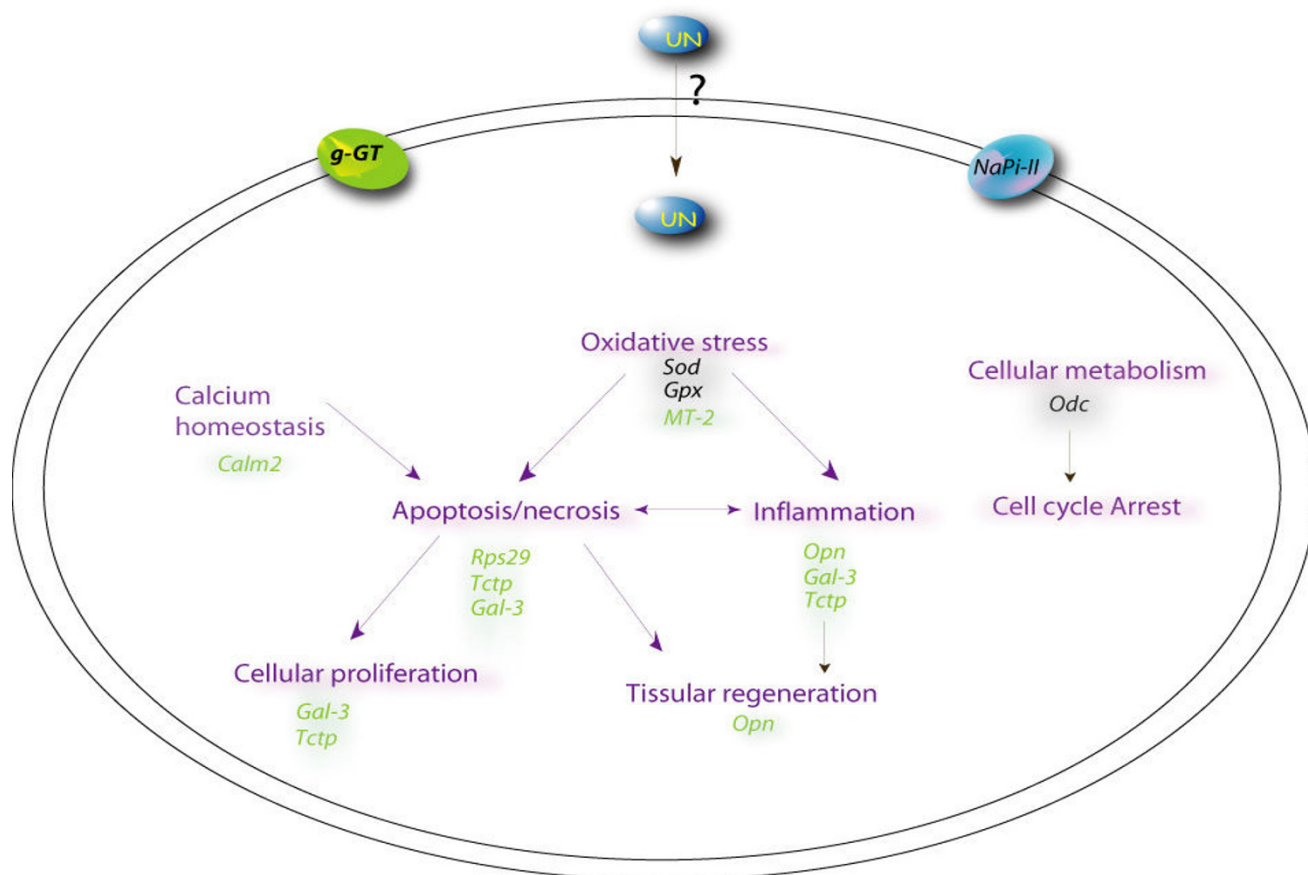 UN
?
g-GT
NaPi-II
UN
Oxidative stress
Sod
Gpx
MT-2
Cellular metabolism
Odc
Calcium
homeostasis
Calm2
Apoptosis/necrosis
Inflammation
Cell cycle Arrest
Rps29
Tctp
Gal-3
Opn
Gal-3
Tctp
Cellular proliferation
Gal-3
Tctp
Tissular regeneration
Opn